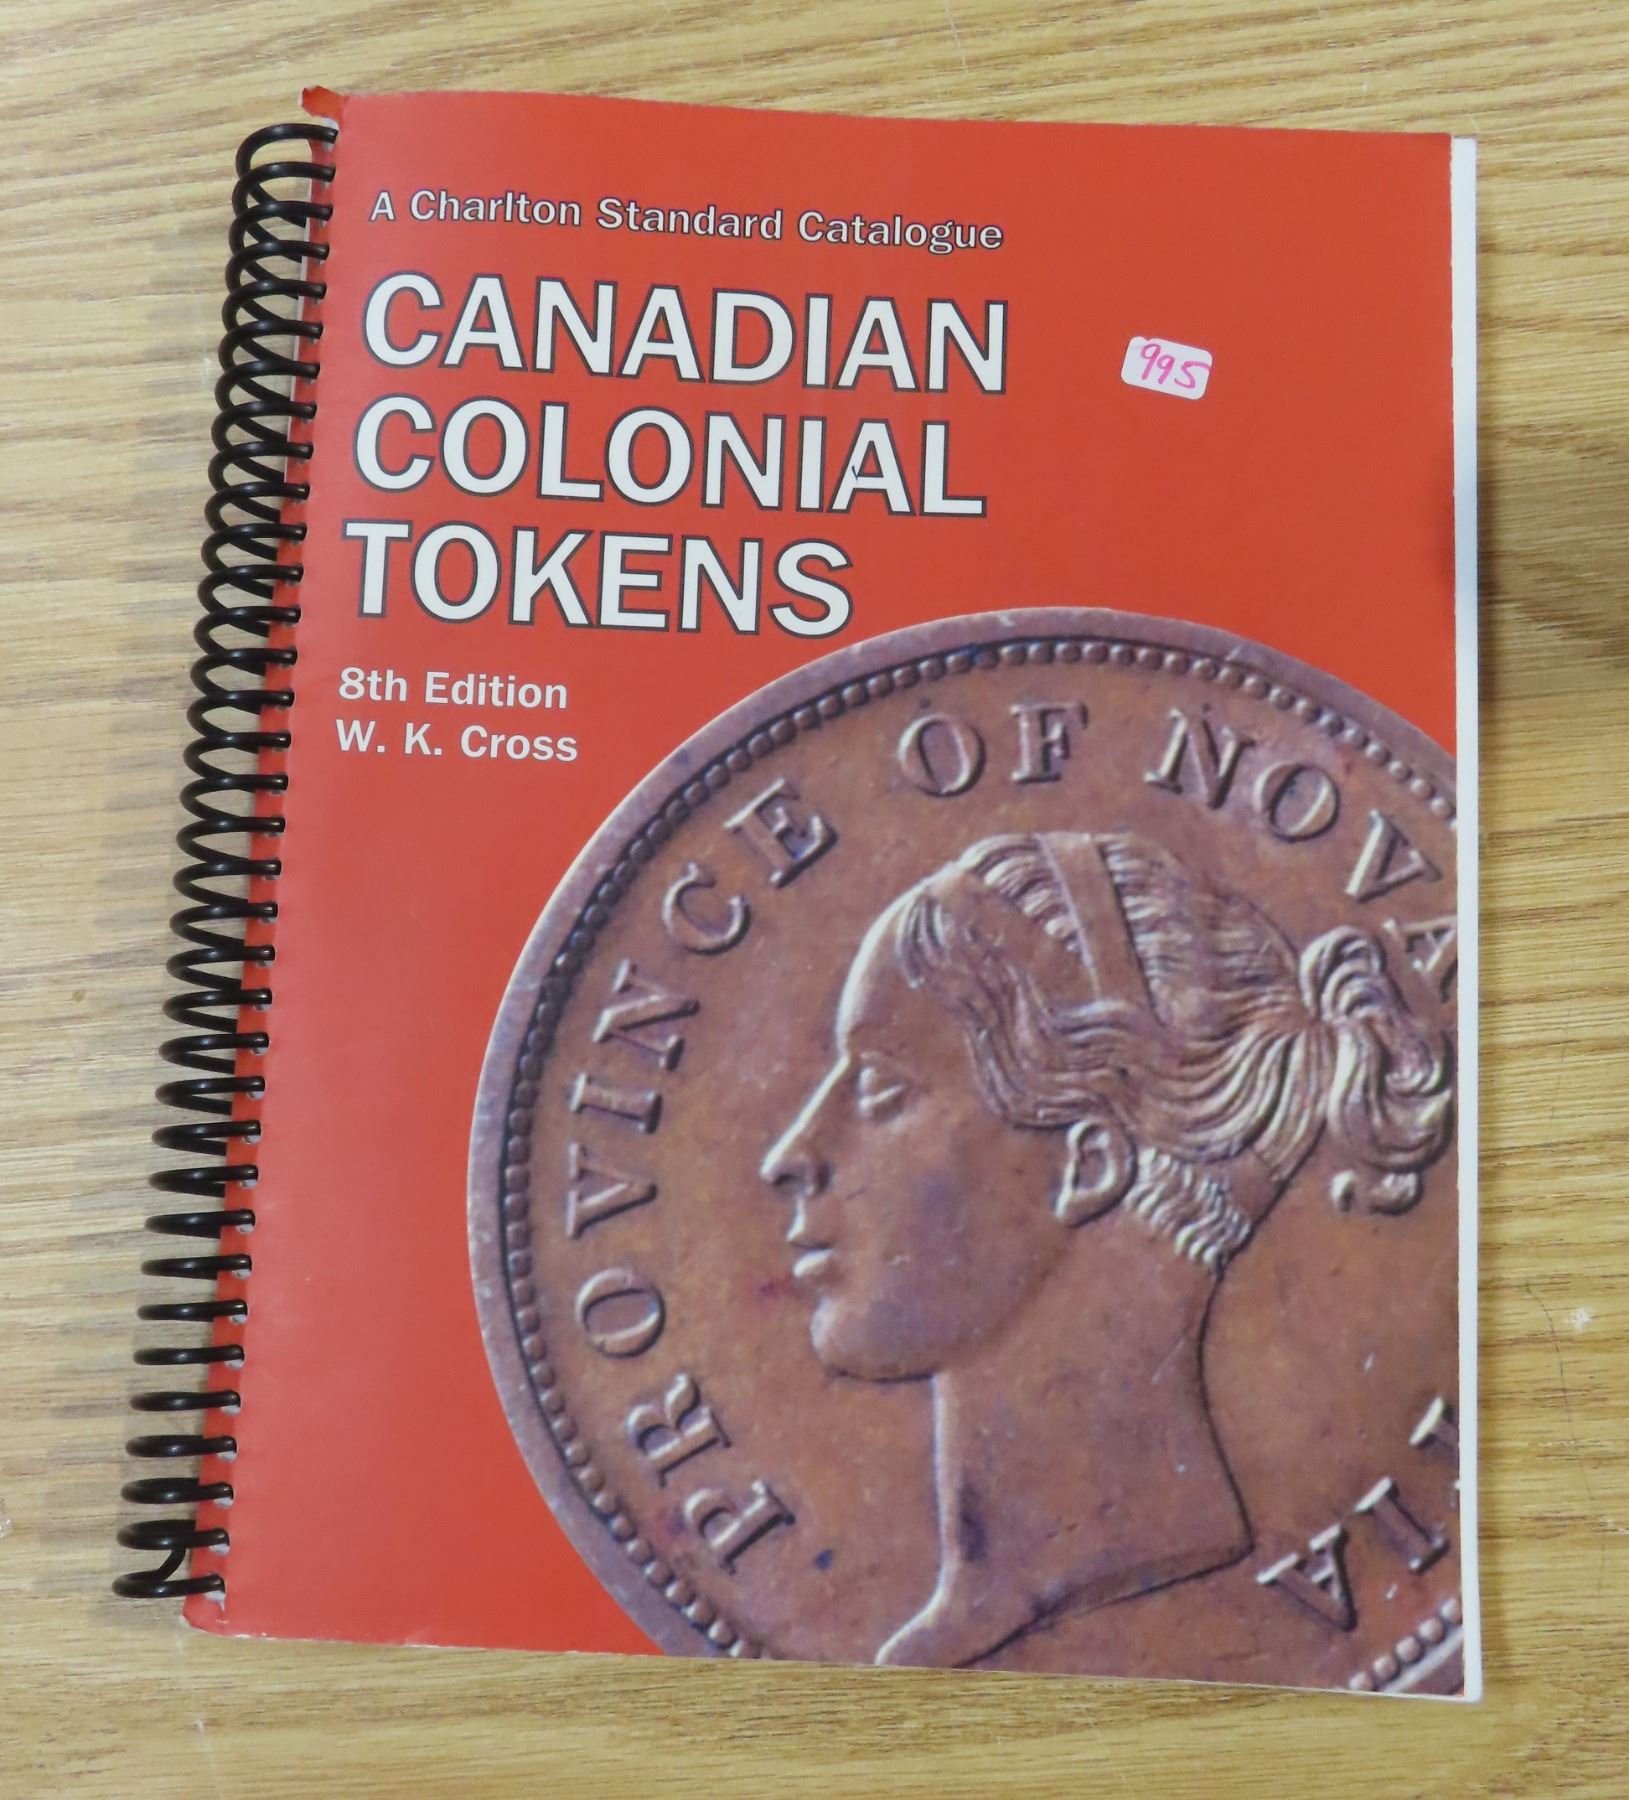 A Charlton Standard Catalogue
CANADIAN
COLONIAL
TOKENS
995
8th Edition
W. K. Cross
PROVINCE OF NOVA
IA